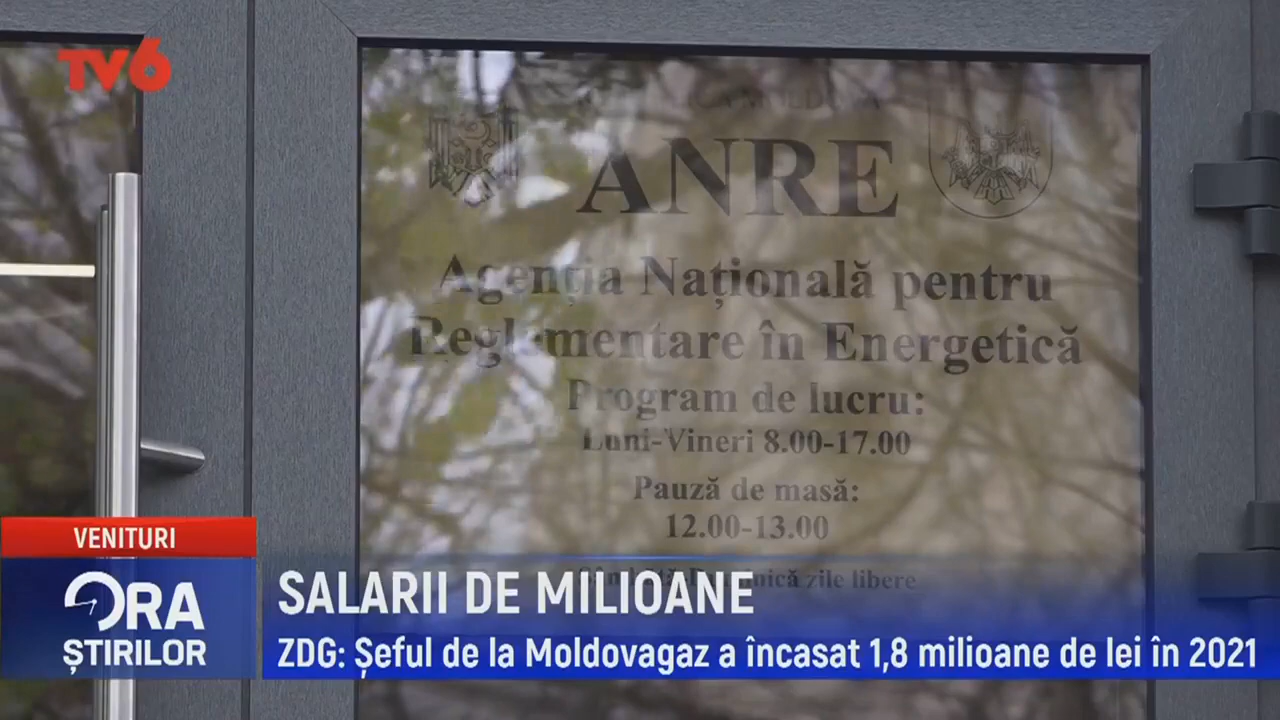 TV6
ANRE
Agenția Națională pentru
Reglementare în Energetică
Program de lucru:
Luni-Vineri 8.00-17.00
Pauză de masă:
12.00-13.00
zile libere
VENITURI
ORA
ȘTIRILOR
SALARII DE MILIOANE
ZDG: Șeful de la Moldovagaz a încasat 1,8 milioane de lei în 2021